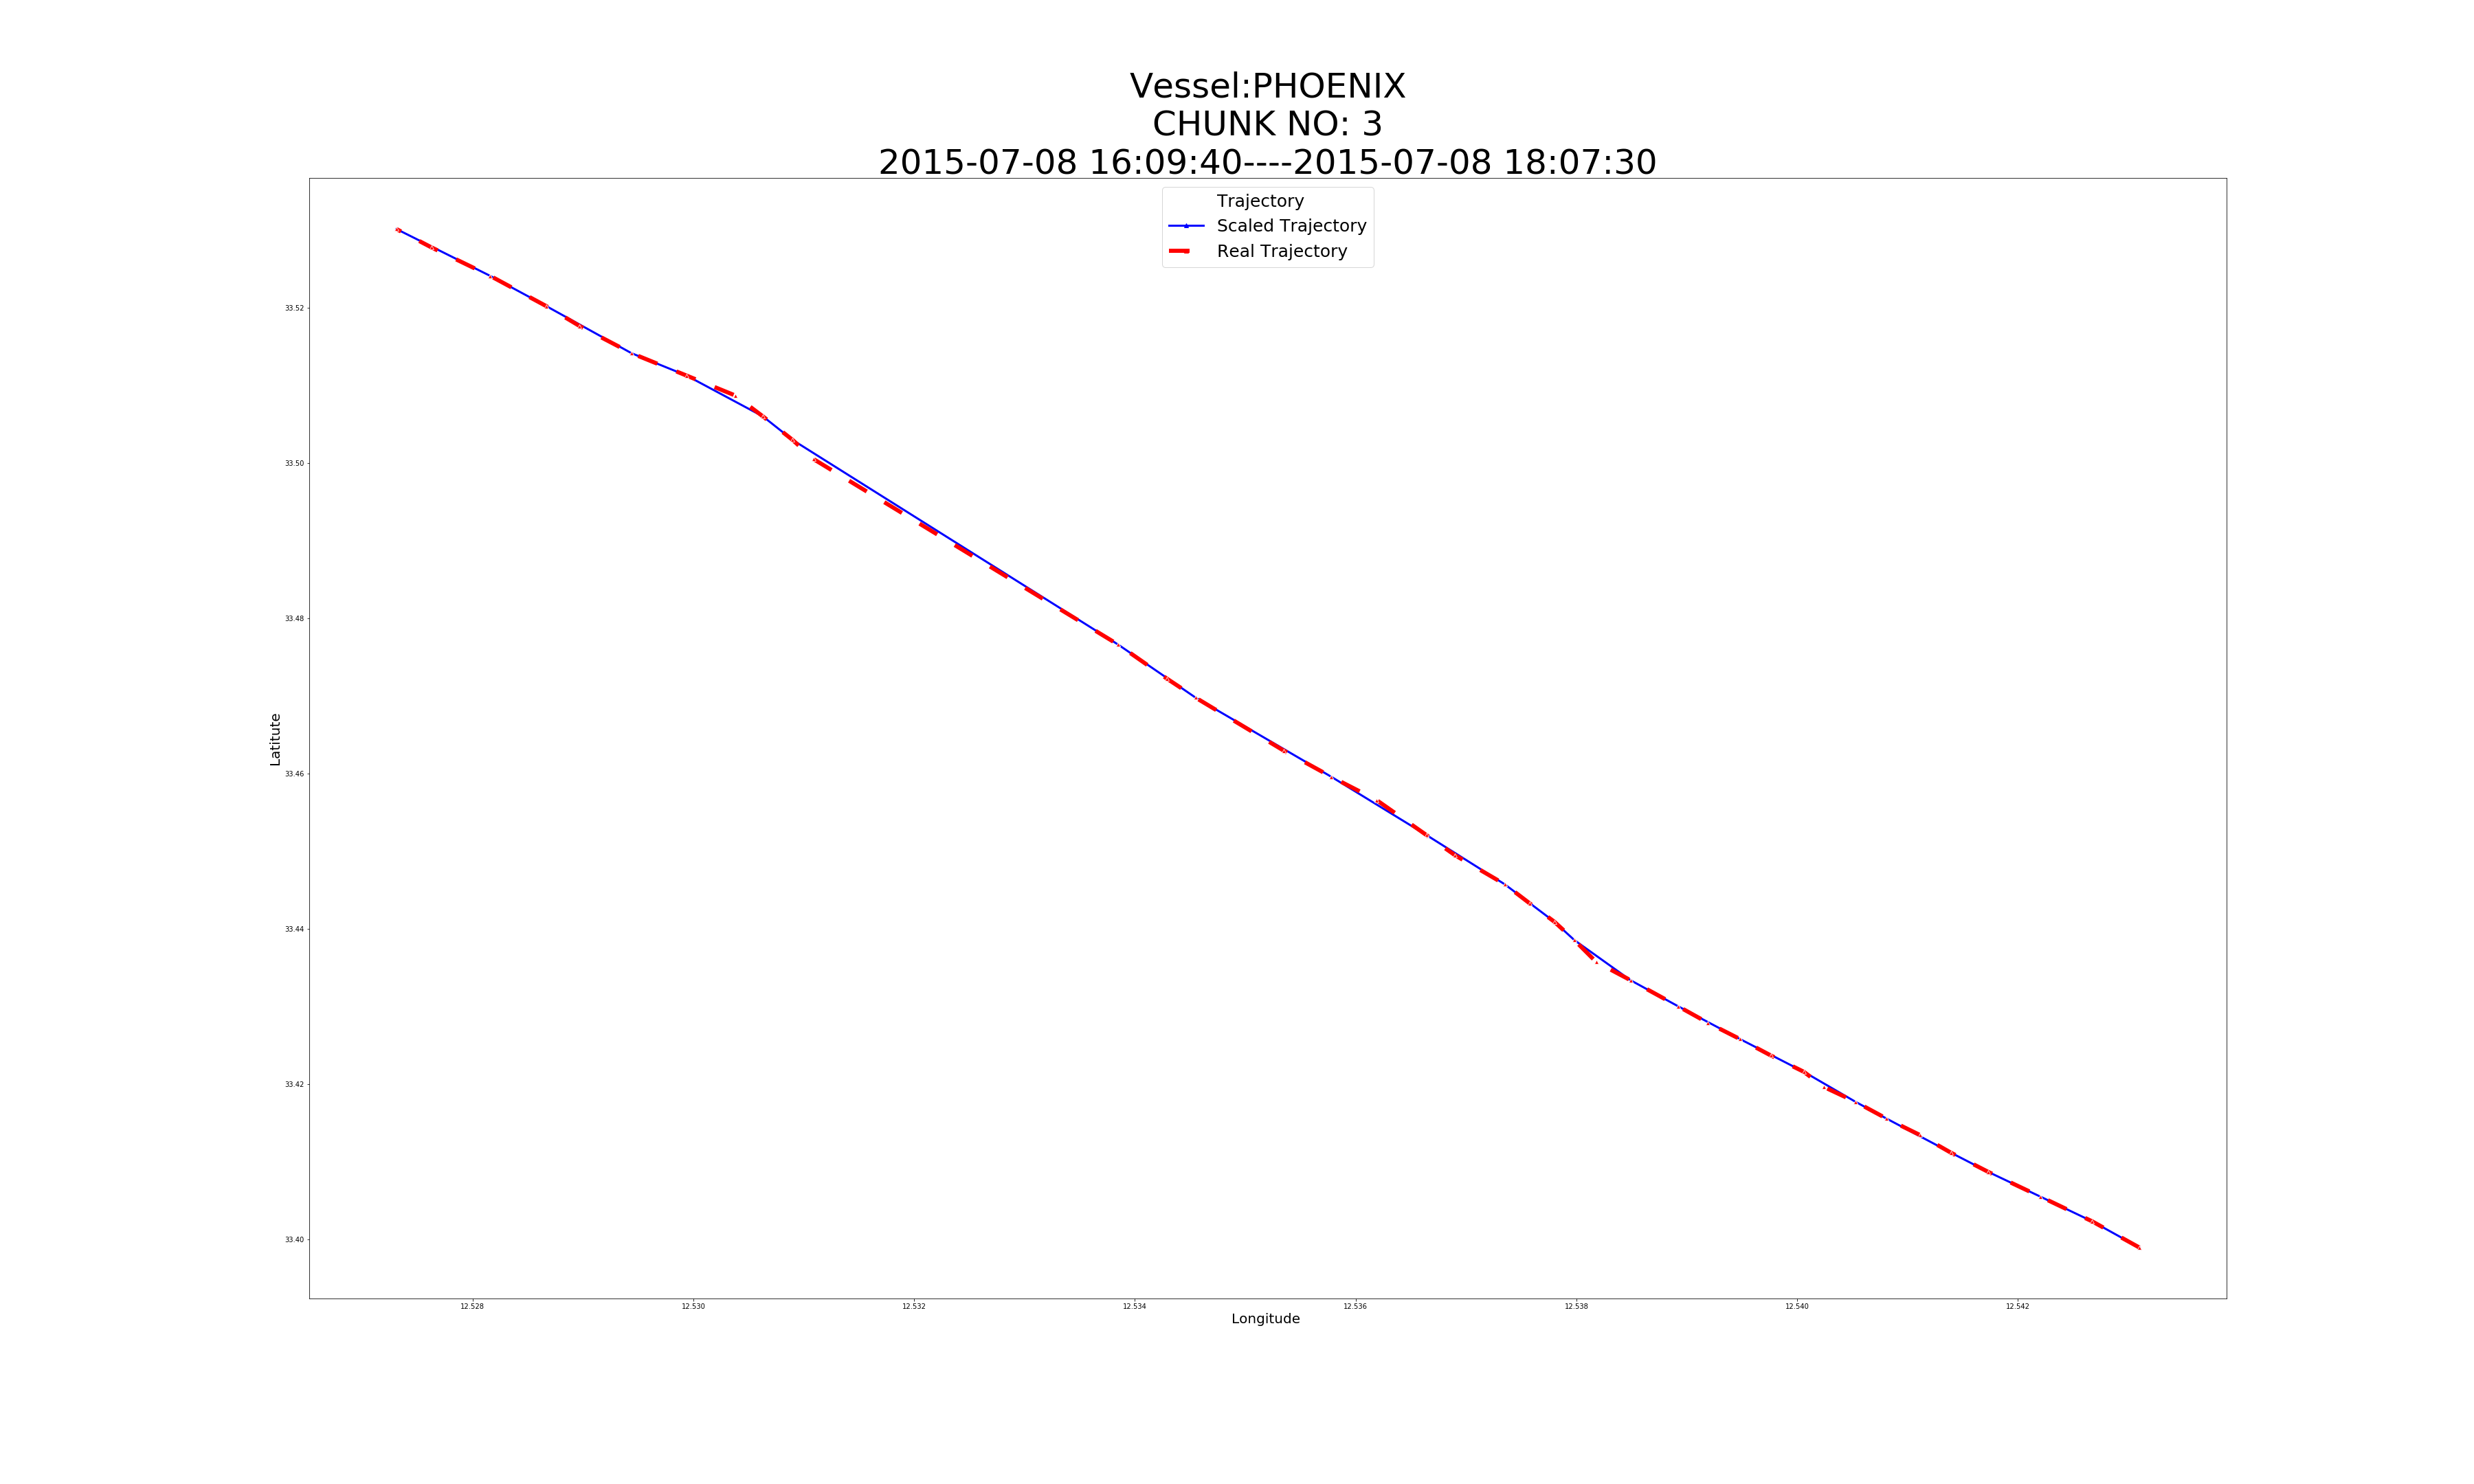 Vessel:PHOENIX
CHUNK NO: 3
2015-07-08 16:09:40----2015-07-08 18:07:30
Trajectory
Scaled Trajectory
Real Trajectory
33.52
33.50
33.48
33.46
33.44
33.42
33.40
Latitute
12.528 12.530 12.532 12.534 12.536 12.538 12.540 12.542
Longitude